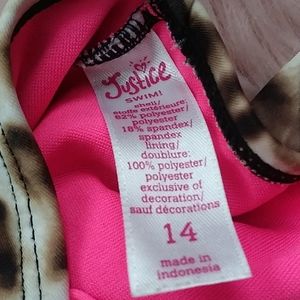 Justice
SWIM!
shell/
étoffe extérieure:
82% polyester/
polyester
18% spandex/
spandex
lining/
doublure:
100% polyester/
polyester
exclusive of
decoration/
sauf décorations
14
made in
indonesia